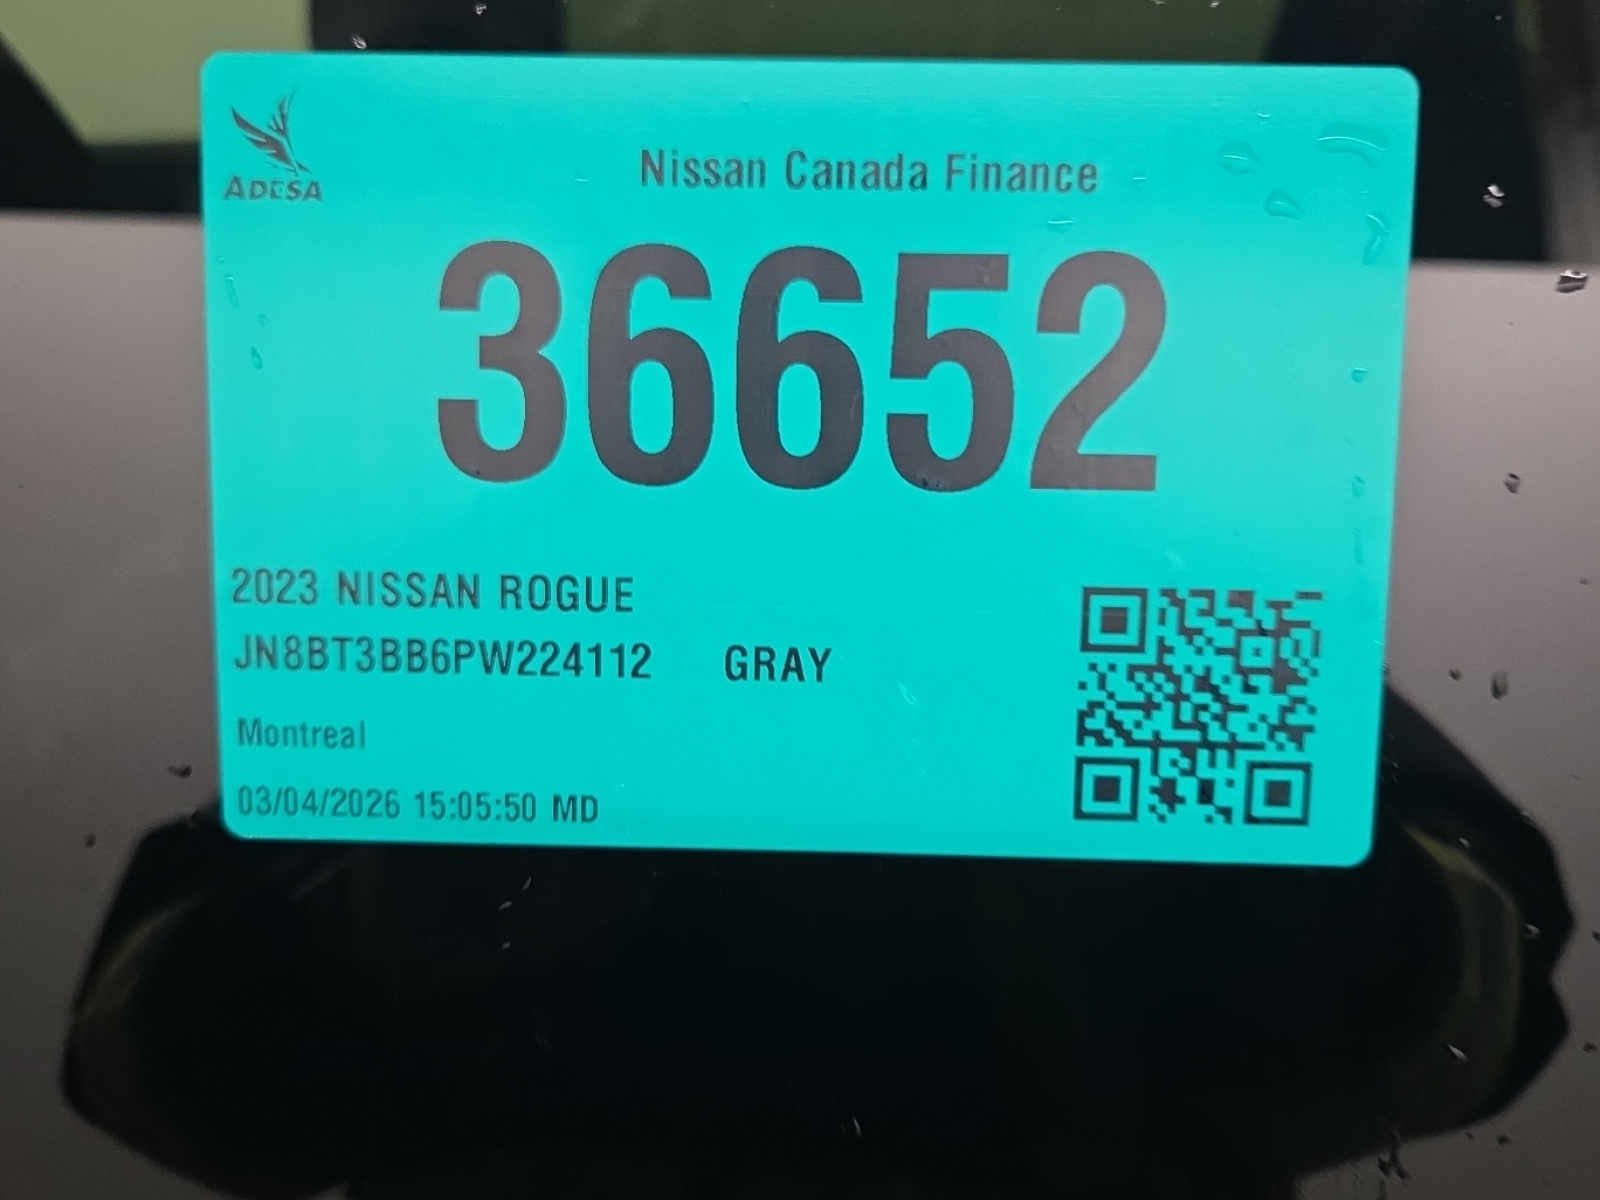 ADESA
Nissan Canada Finance
36652
2023 NISSAN ROGUE
JN8BT3BB6PW224112 GRAY
Montreal
03/04/2026 15:05:50 MD